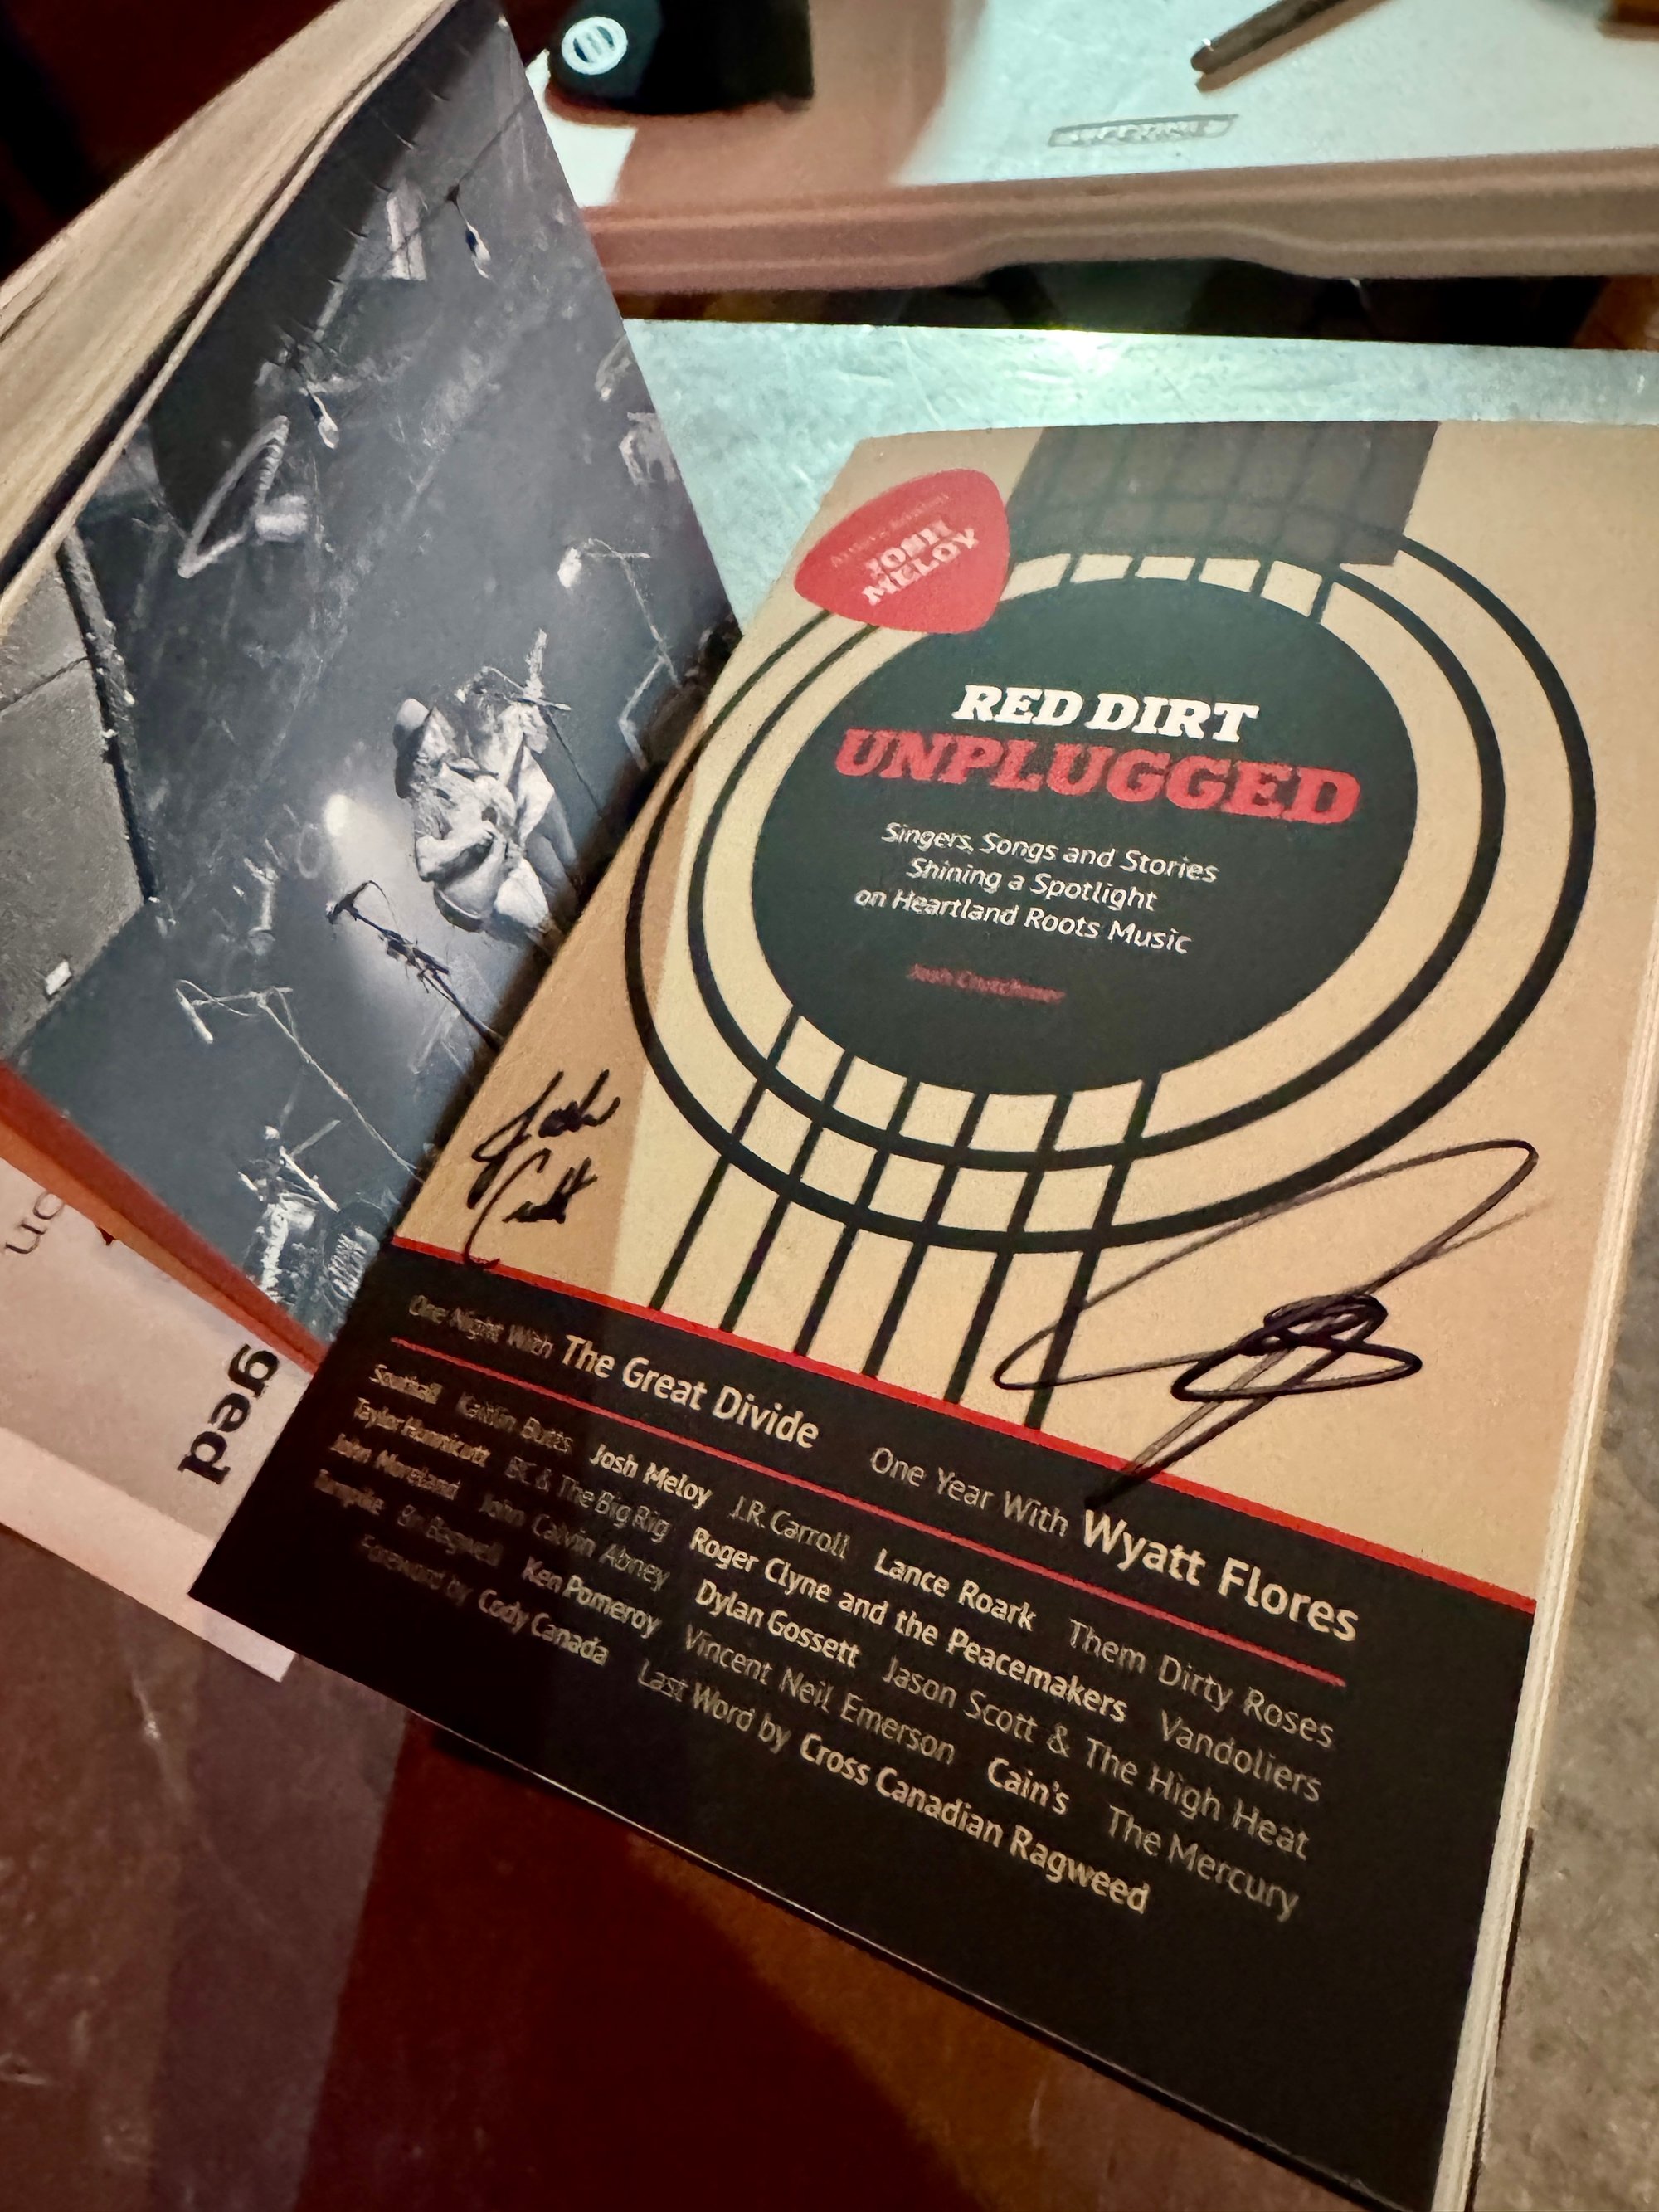 JOSH
MELOY
RED DIRT
UNPLUGGED
Singers, Songs and Stories
Shining a Spotlight
on Heartland Roots Music
Josh Crutchmer
Josh
One Night With The Great Divide One Year With Wyatt Flores
Southall Kaitlin Butts Josh Meloy J.R. Carroll Lance Roark Them Dirty Roses
Taylor Hunnicutt BC & The Big Rig Roger Clyne and the Peacemakers Vandoliers
John Moreland John Calvin Abney Dylan Gossett Jason Scott & The High Heat
Turnpike Bo Bagwell Ken Pomeroy Vincent Neil Emerson Cain's The Mercury
Foreword by Cody Canada Last Word by Cross Canadian Ragweed
ged
on